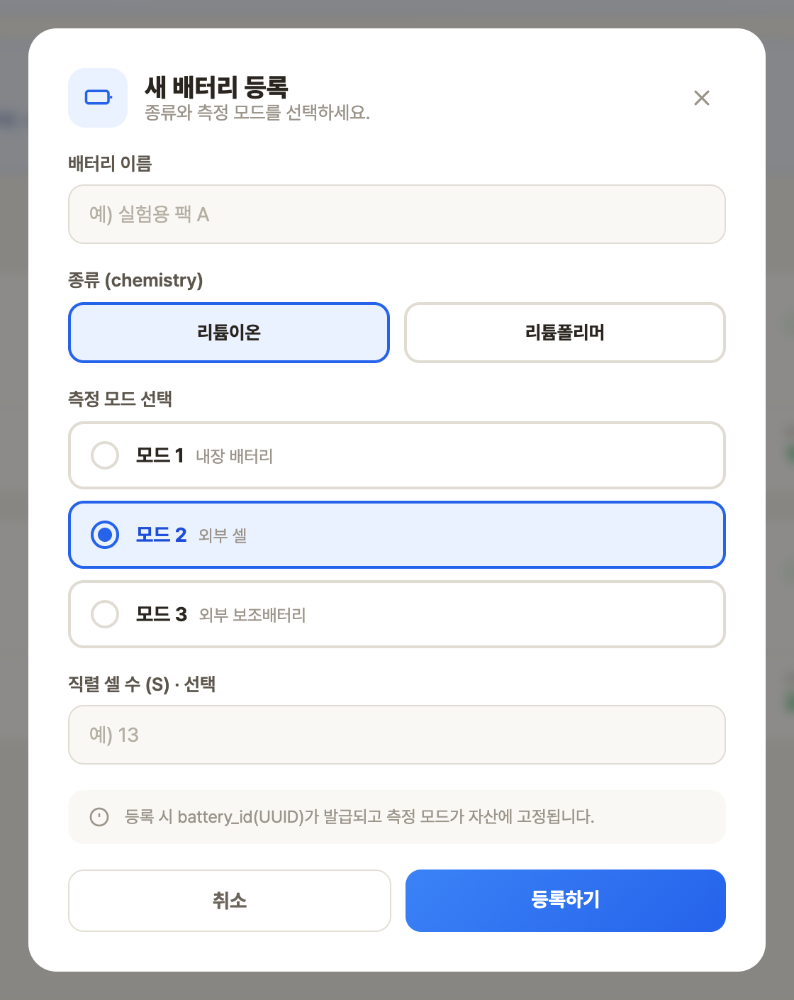 새 배터리 등록
종류와 측정 모드를 선택하세요.
배터리 이름
예) 실험용 팩 A
종류 (chemistry)
리튬이온
리튬폴리머
측정 모드 선택
모드 1 내장 배터리
모드 2 외부 셀
모드 3 외부 보조배터리
직렬 셀 수 (S) · 선택
예) 13
등록 시 battery_id(UUID)가 발급되고 측정 모드가 자산에 고정됩니다.
취소
등록하기